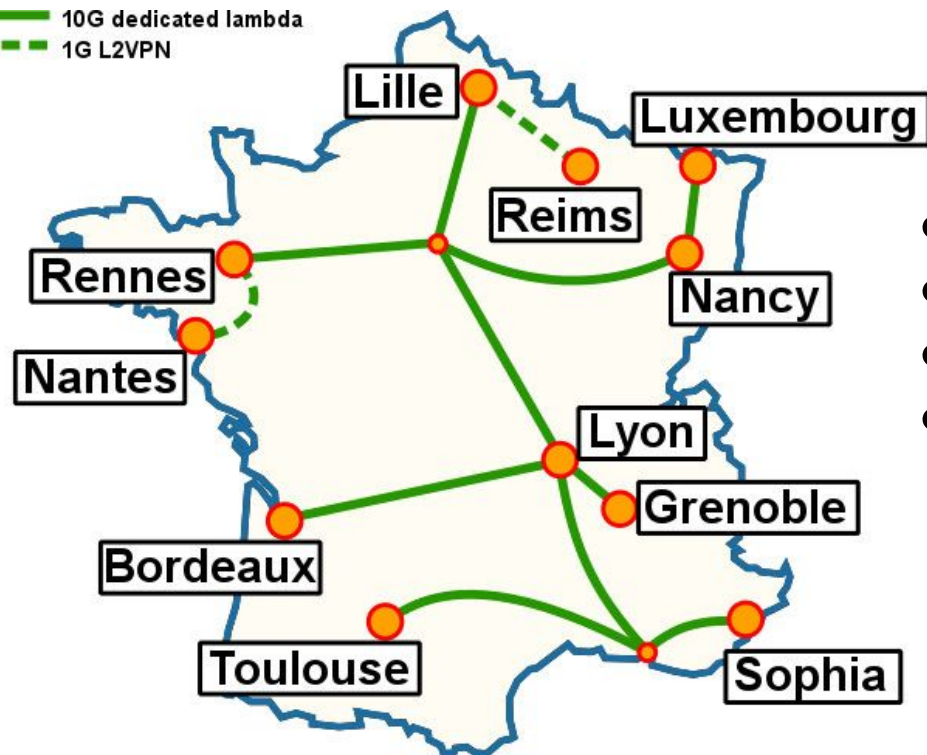 10G dedicated lambda
1G L2VPN
Lille
Luxembourg
Reims
Rennes
Nancy
Nantes
Lyon
Grenoble
Bordeaux
Toulouse
Sophia